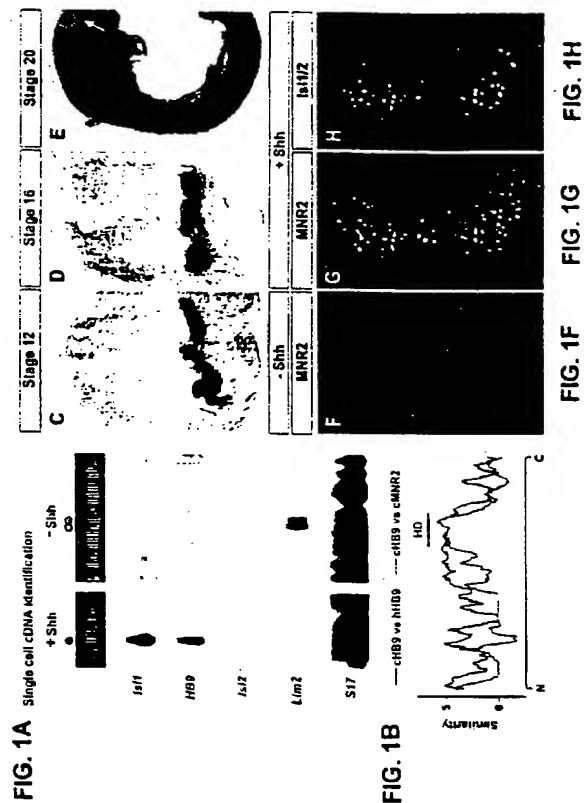 FIG. 1A
Single cell cDNA identification
+ Shh
- Shh
Isl1
HB9
Isl2
Lim2
S17
FIG. 1B
cHB9 vs hHB9
cHB9 vs cMNR2
Similarity
5
0
HD
N
C
Stage 12
Stage 16
Stage 20
C
D
E
- Shh
+ Shh
MNR2
MNR2
Isl1/2
F
G
H
FIG. 1F
FIG. 1G
FIG. 1H